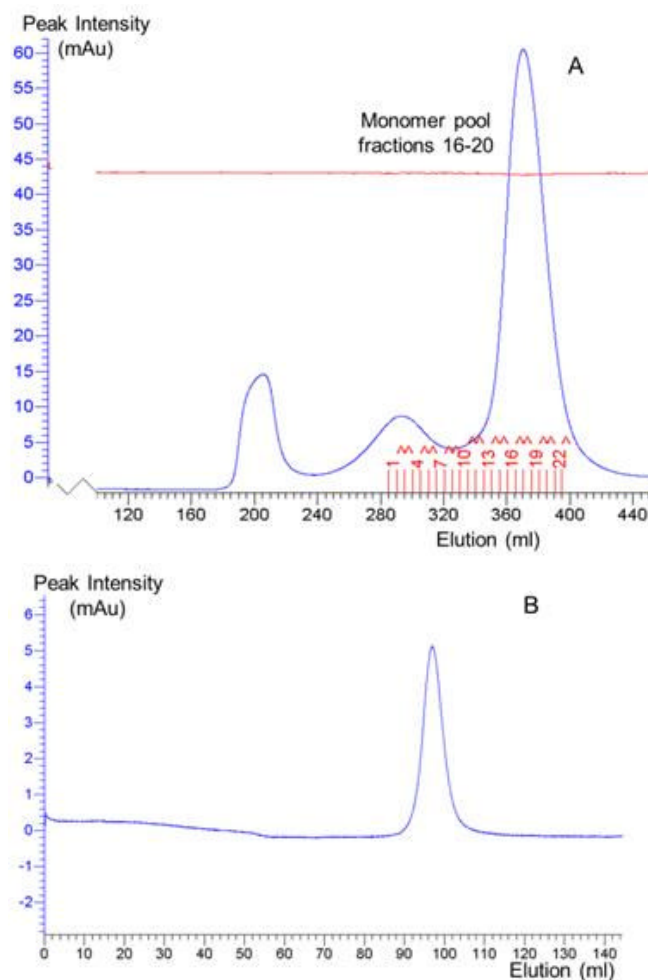 Peak Intensity
(mAu)
A
60
55
50
45
40
35
30
25
20
15
10
5
0
Monomer pool
fractions 16-20
1 4 7 10 13 16 19 22
120 160 200 240 280 320 360 400 440
Elution (ml)
Peak Intensity
(mAu)
B
6
5
4
3
2
1
0
-1
-2
0 10 20 30 40 50 60 70 80 90 100 110 120 130 140
Elution (ml)